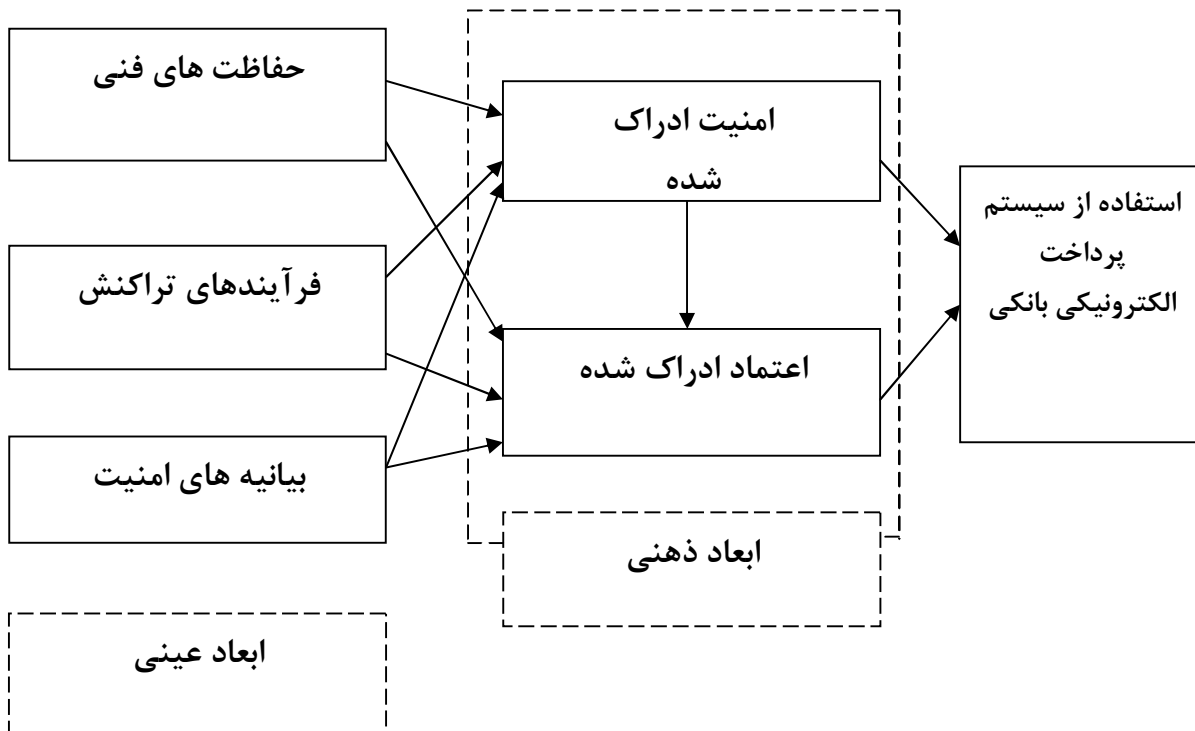 حفاظت های فنی
فرآیندهای تراکنش
بیانیه های امنیت
ابعاد عینی
امنیت ادراک
شده
اعتماد ادراک شده
ابعاد ذهنی
استفاده از سیستم
پرداخت
الکترونیکی بانکی